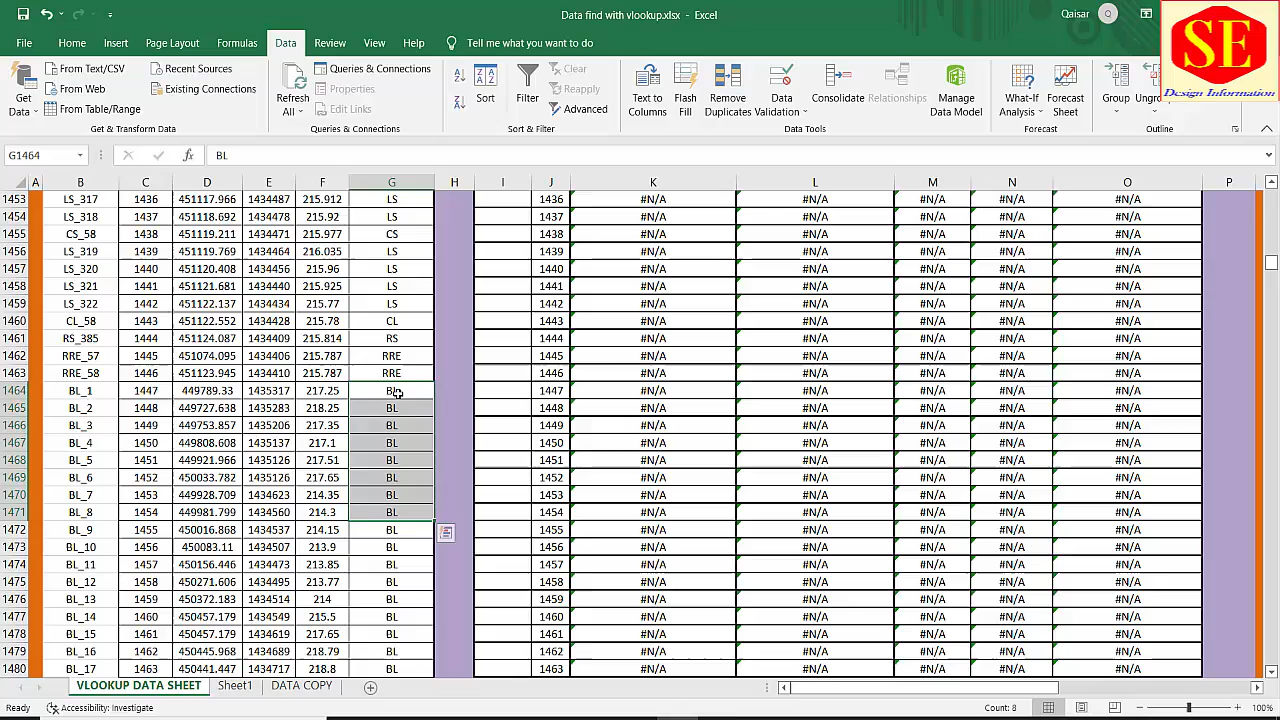 Data find with vlookup.xlsx - Excel
Qaisar Q
SE
Design Information
File Home Insert Page Layout Formulas Data Review View Help Tell me what you want to do
Get Data
From Text/CSV
From Web
From Table/Range
Recent Sources
Existing Connections
Get & Transform Data
Refresh All
Queries & Connections
Properties
Edit Links
Queries & Connections
Sort
Filter
Clear
Reapply
Advanced
Sort & Filter
Text to Columns
Flash Fill
Remove Duplicates
Data Validation
Consolidate
Relationships
Manage Data Model
Data Tools
What-If Analysis
Forecast Sheet
Forecast
Group
Ungr
Outline
G1464 fx BL
A B C D E F G H I J K L M N O P
1453 LS_317 1436 451117.966 1434487 215.912 LS 1436 #N/A #N/A #N/A #N/A #N/A
1454 LS_318 1437 451118.692 1434478 215.92 LS 1437 #N/A #N/A #N/A #N/A #N/A
1455 CS_58 1438 451119.211 1434471 215.977 CS 1438 #N/A #N/A #N/A #N/A #N/A
1456 LS_319 1439 451119.769 1434464 216.035 LS 1439 #N/A #N/A #N/A #N/A #N/A
1457 LS_320 1440 451120.408 1434456 215.96 LS 1440 #N/A #N/A #N/A #N/A #N/A
1458 LS_321 1441 451121.681 1434440 215.925 LS 1441 #N/A #N/A #N/A #N/A #N/A
1459 LS_322 1442 451122.137 1434434 215.77 LS 1442 #N/A #N/A #N/A #N/A #N/A
1460 CL_58 1443 451122.552 1434428 215.78 CL 1443 #N/A #N/A #N/A #N/A #N/A
1461 RS_385 1444 451124.087 1434409 215.814 RS 1444 #N/A #N/A #N/A #N/A #N/A
1462 RRE_57 1445 451074.095 1434406 215.787 RRE 1445 #N/A #N/A #N/A #N/A #N/A
1463 RRE_58 1446 451123.945 1434410 215.787 RRE 1446 #N/A #N/A #N/A #N/A #N/A
1464 BL_1 1447 449789.33 1435317 217.25 BL 1447 #N/A #N/A #N/A #N/A #N/A
1465 BL_2 1448 449727.638 1435283 218.25 BL 1448 #N/A #N/A #N/A #N/A #N/A
1466 BL_3 1449 449753.857 1435206 217.35 BL 1449 #N/A #N/A #N/A #N/A #N/A
1467 BL_4 1450 449808.608 1435137 217.1 BL 1450 #N/A #N/A #N/A #N/A #N/A
1468 BL_5 1451 449921.966 1435126 217.51 BL 1451 #N/A #N/A #N/A #N/A #N/A
1469 BL_6 1452 450033.782 1435126 217.65 BL 1452 #N/A #N/A #N/A #N/A #N/A
1470 BL_7 1453 449928.709 1434623 214.35 BL 1453 #N/A #N/A #N/A #N/A #N/A
1471 BL_8 1454 449981.799 1434560 214.3 BL 1454 #N/A #N/A #N/A #N/A #N/A
1472 BL_9 1455 450016.868 1434537 214.15 BL 1455 #N/A #N/A #N/A #N/A #N/A
1473 BL_10 1456 450083.11 1434507 213.9 BL 1456 #N/A #N/A #N/A #N/A #N/A
1474 BL_11 1457 450156.446 1434473 213.85 BL 1457 #N/A #N/A #N/A #N/A #N/A
1475 BL_12 1458 450271.606 1434495 213.77 BL 1458 #N/A #N/A #N/A #N/A #N/A
1476 BL_13 1459 450372.183 1434514 214 BL 1459 #N/A #N/A #N/A #N/A #N/A
1477 BL_14 1460 450457.179 1434564 215.5 BL 1460 #N/A #N/A #N/A #N/A #N/A
1478 BL_15 1461 450457.179 1434619 217.65 BL 1461 #N/A #N/A #N/A #N/A #N/A
1479 BL_16 1462 450445.968 1434689 218.79 BL 1462 #N/A #N/A #N/A #N/A #N/A
1480 BL_17 1463 450441.447 1434717 218.8 BL 1463 #N/A #N/A #N/A #N/A #N/A
VLOOKUP DATA SHEET Sheet1 DATA COPY
Ready Accessibility: Investigate Count: 8 100%